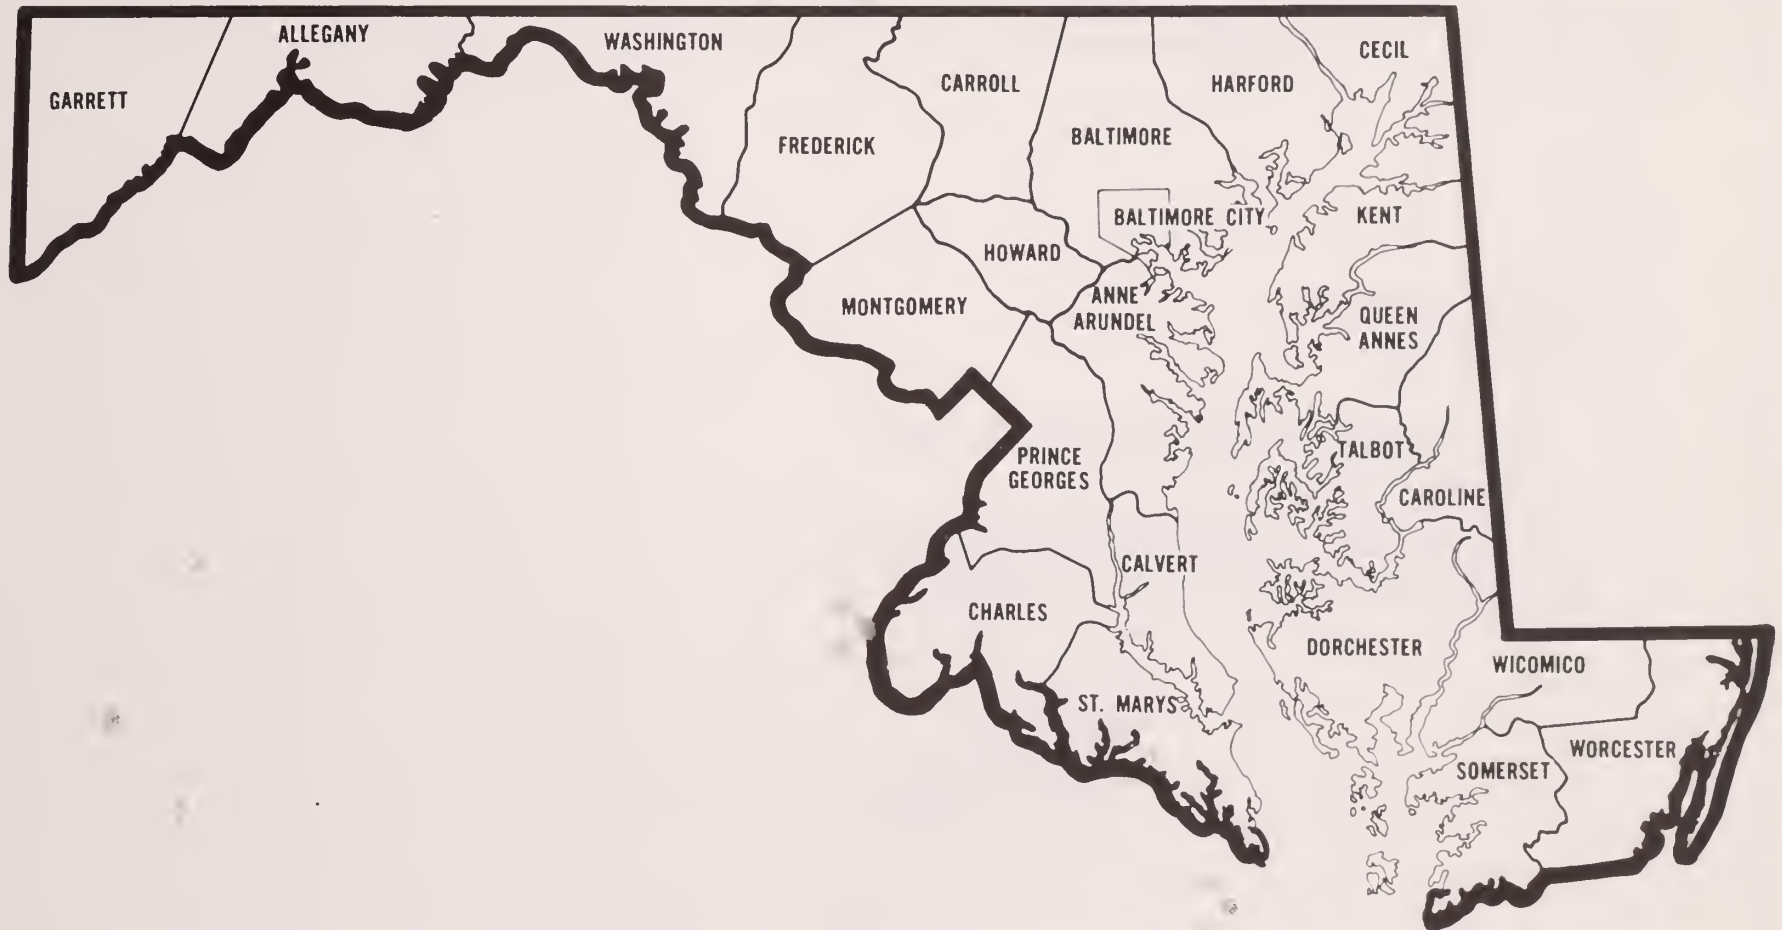 GARRETT
ALLEGANY
WASHINGTON
FREDERICK
CARROLL
BALTIMORE
HARFORD
CECIL
BALTIMORE CITY
KENT
HOWARD
MONTGOMERY
ANNE
ARUNDEL
QUEEN
ANNES
PRINCE
GEORGES
TALBOT
CAROLINE
CALVERT
CHARLES
DORCHESTER
ST. MARYS
WICOMICO
SOMERSET
WORCESTER